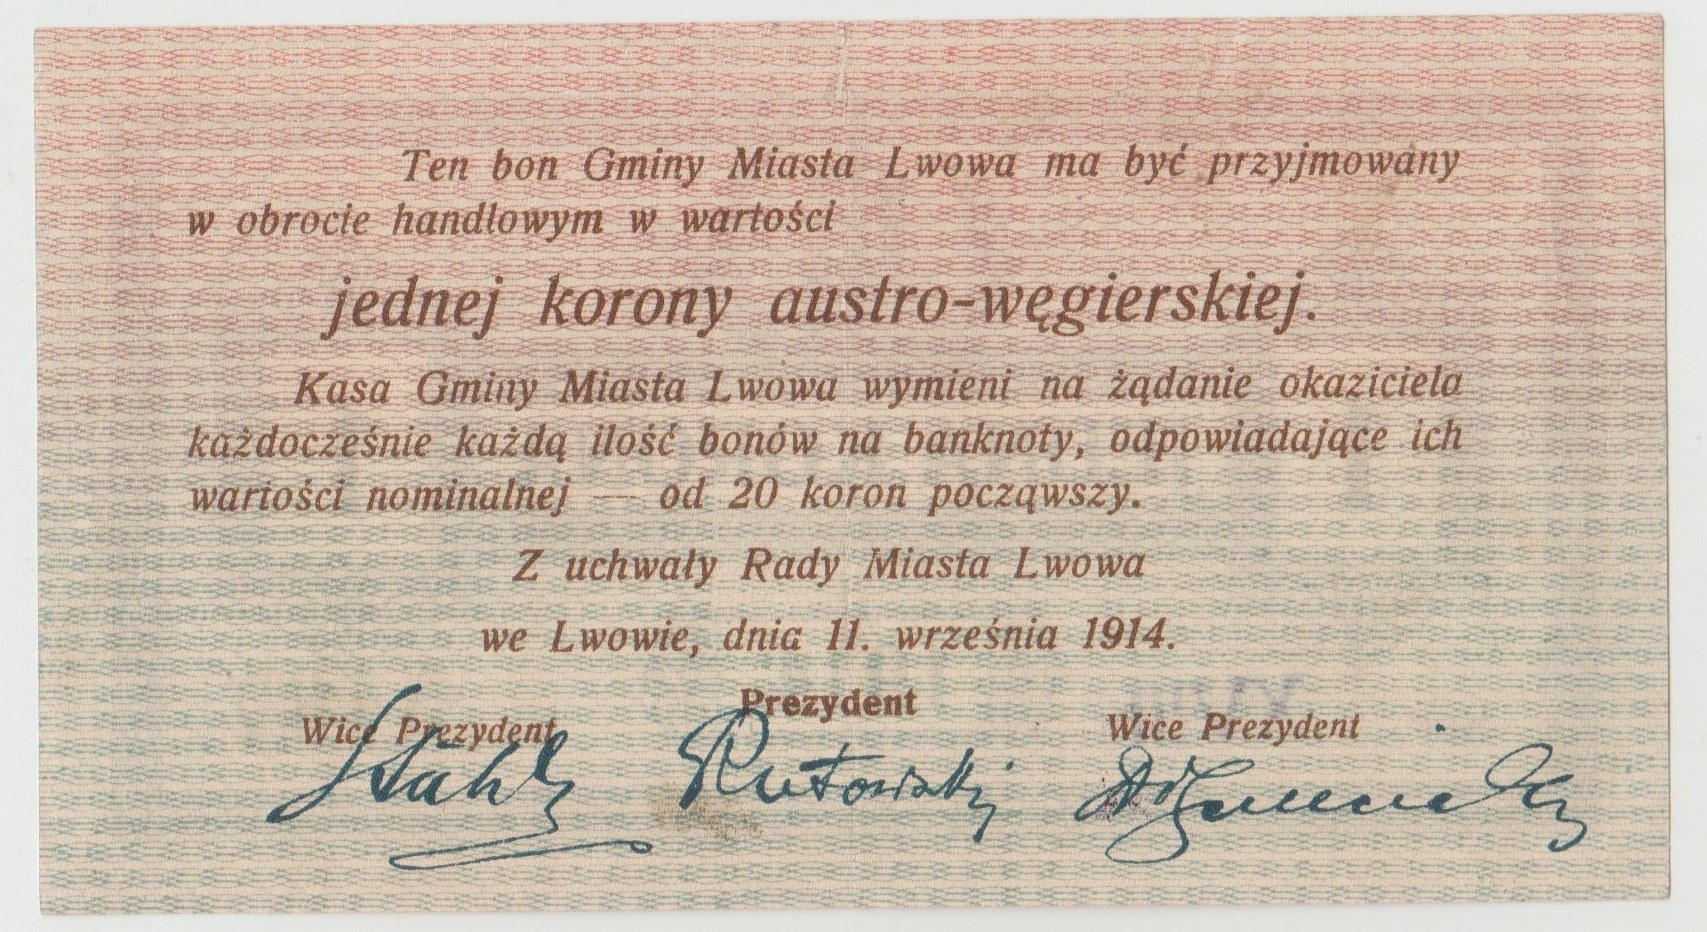 Ten bon Gminy Miasta Lwowa ma być przyjmowany
w obrocie handlowym w wartości
jednej korony austro-węgierskiej.
Kasa Gminy Miasta Lwowa wymieni na żądanie okaziciela
każdocześnie każdą ilość bonów na banknoty, odpowiadające ich
wartości nominalnej — od 20 koron począwszy.
Z uchwały Rady Miasta Lwowa
we Lwowie, dnia 11. września 1914.
Prezydent
Wice Prezydent Wice Prezydent
Stahl Rutowski